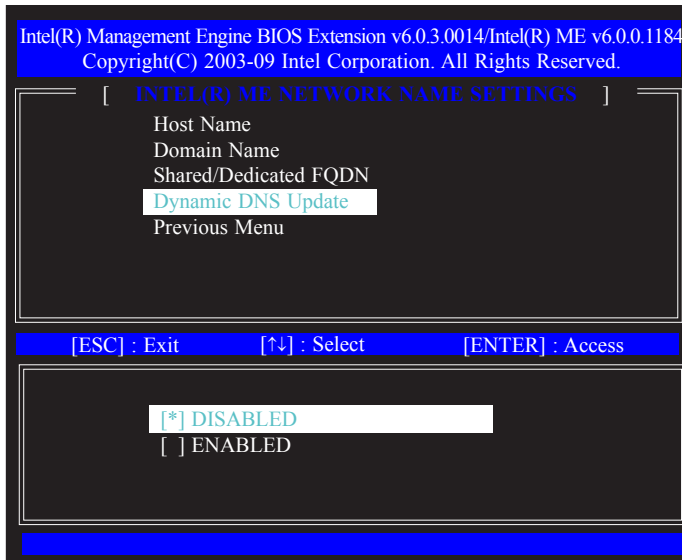 Intel(R) Management Engine BIOS Extension v6.0.3.0014/Intel(R) ME v6.0.0.1184
Copyright(C) 2003-09 Intel Corporation. All Rights Reserved.
[ INTEL(R) ME NETWORK NAME SETTINGS ]
Host Name
Domain Name
Shared/Dedicated FQDN
Dynamic DNS Update
Previous Menu
[ESC] : Exit [↑↓] : Select [ENTER] : Access
[*] DISABLED
[ ] ENABLED